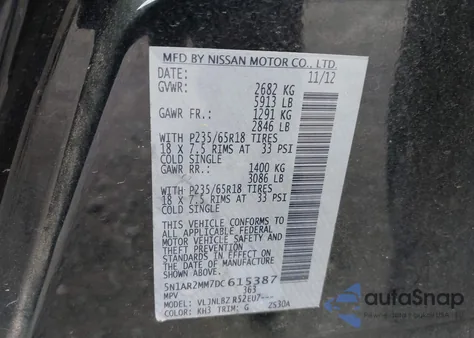 MFD BY NISSAN MOTOR CO., LTD.
DATE: 11/12
GVWR: 2682 KG
5913 LB
GAWR FR.: 1291 KG
2846 LB
WITH P235/65R18 TIRES
18 X 7.5 RIMS AT 33 PSI
COLD SINGLE
GAWR RR.: 1400 KG
3086 LB
WITH P235/65R18 TIRES
18 X 7.5 RIMS AT 33 PSI
COLD SINGLE
THIS VEHICLE CONFORMS TO
ALL APPLICABLE FEDERAL
MOTOR VEHICLE SAFETY
STANDARDS IN EFFECT ON
THE DATE OF MANUFACTURE
SHOWN ABOVE.
5N1AR2MM7DC615387
MPV 363
MODEL:
COLOR: KH3 TRIM: G 2530A
autoSnap